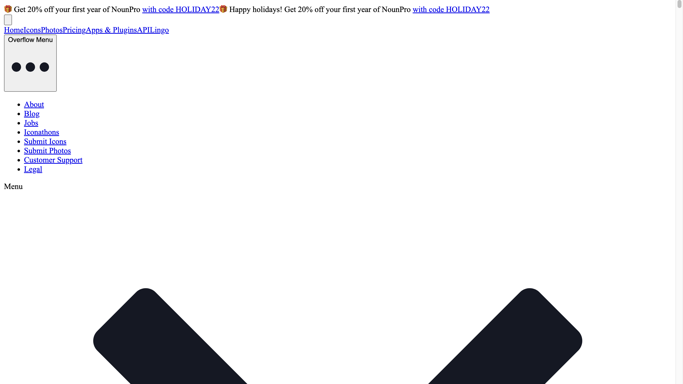 🎁 Get 20% off your first year of NounPro with code HOLIDAY22🎁 Happy holidays! Get 20% off your first year of NounPro with code HOLIDAY22
HomeIconsPhotosPricingApps & PluginsAPILingo
Overflow Menu
About
Blog
Jobs
Iconathons
Submit Icons
Submit Photos
Customer Support
Legal
Menu